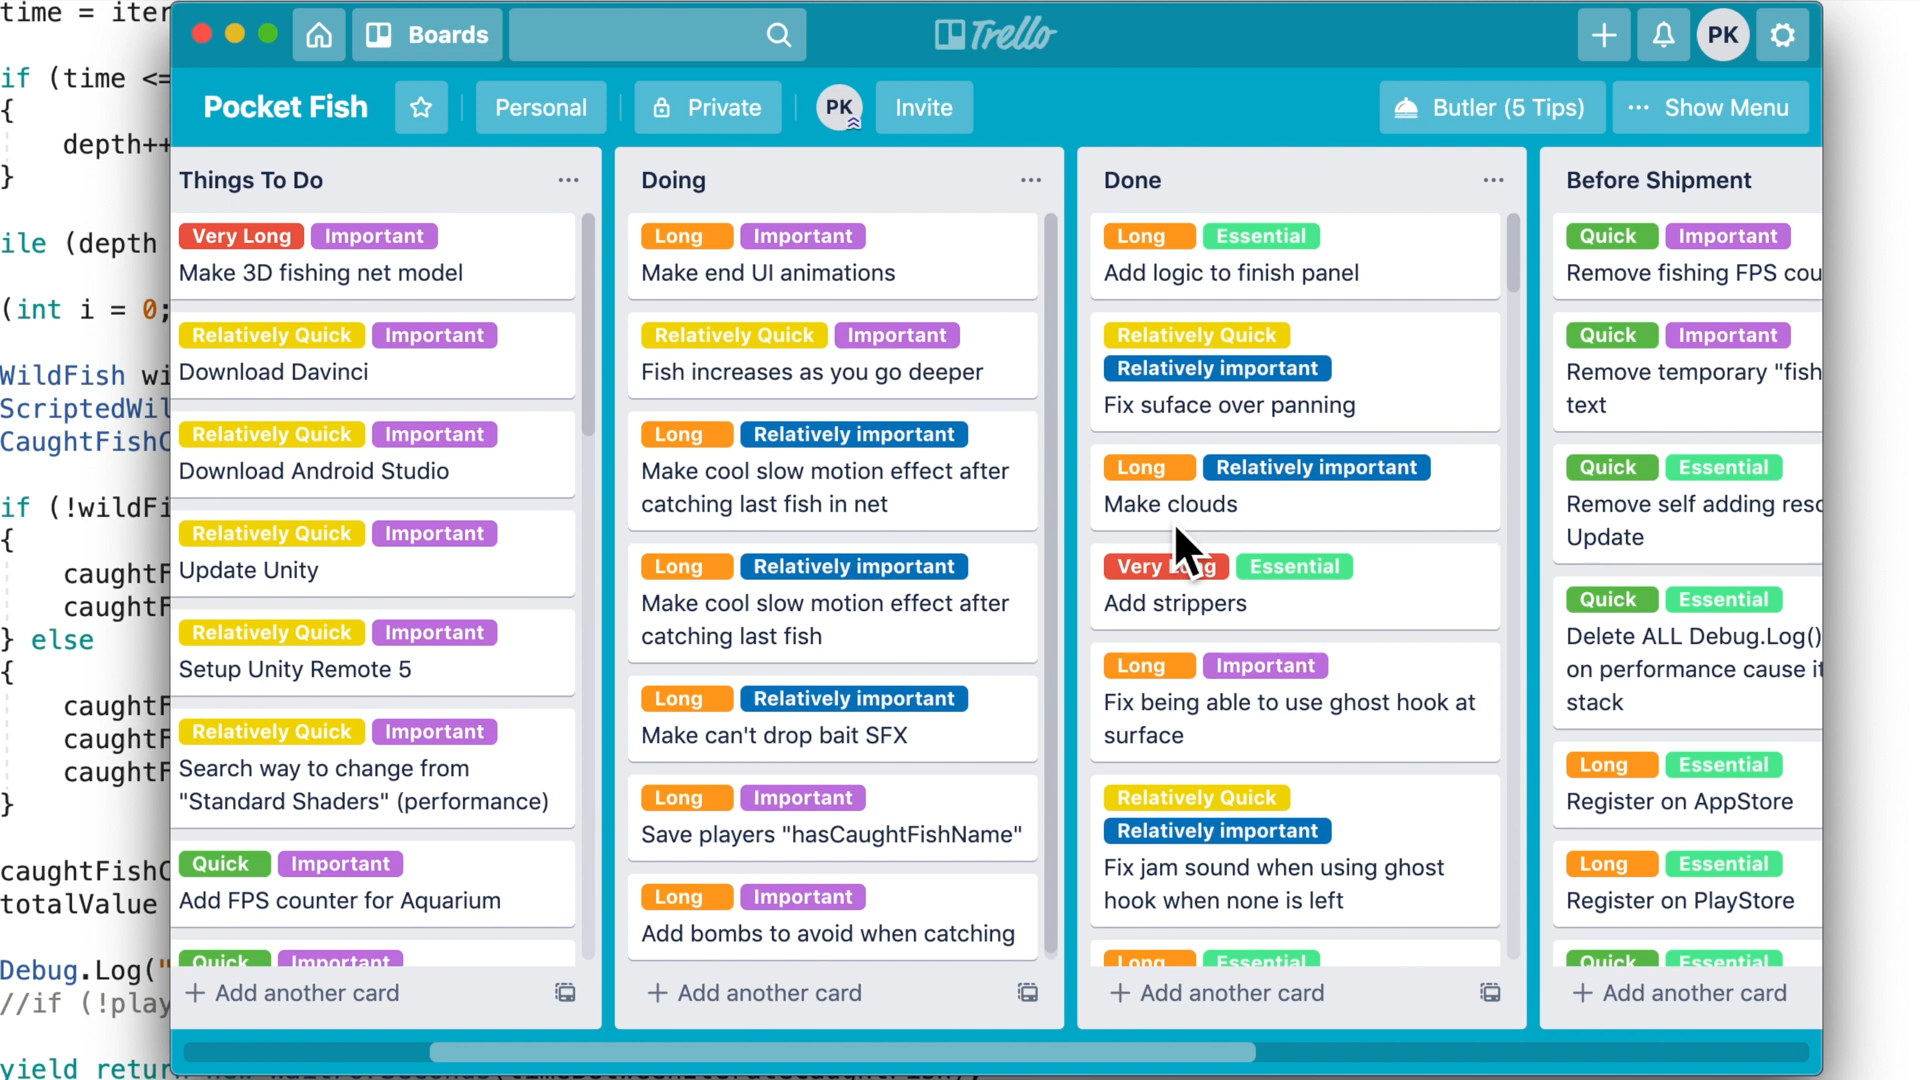 time = iter
if (time <=
{
depth++
}
ile (depth
(int i = 0;
WildFish wi
ScriptedWil
CaughtFishC
if (!wildFi
{
caughtF
caughtF
} else
{
caughtF
caughtF
caughtF
}
caughtFishC
totalValue
Debug.Log("
//if (!play
yield retur
Boards
Trello
PK
Pocket Fish
Personal
Private
PK
Invite
Butler (5 Tips)
Show Menu
Things To Do
Very Long Important
Make 3D fishing net model
Relatively Quick Important
Download Davinci
Relatively Quick Important
Download Android Studio
Relatively Quick Important
Update Unity
Relatively Quick Important
Setup Unity Remote 5
Relatively Quick Important
Search way to change from
"Standard Shaders" (performance)
Quick Important
Add FPS counter for Aquarium
Quick Important
+ Add another card
Doing
Long Important
Make end UI animations
Relatively Quick Important
Fish increases as you go deeper
Long Relatively important
Make cool slow motion effect after
catching last fish in net
Long Relatively important
Make cool slow motion effect after
catching last fish
Long Relatively important
Make can't drop bait SFX
Long Important
Save players "hasCaughtFishName"
Long Important
Add bombs to avoid when catching
+ Add another card
Done
Long Essential
Add logic to finish panel
Relatively Quick
Relatively important
Fix suface over panning
Long Relatively important
Make clouds
Very Long Essential
Add strippers
Long Important
Fix being able to use ghost hook at
surface
Relatively Quick
Relatively important
Fix jam sound when using ghost
hook when none is left
Long Essential
+ Add another card
Before Shipment
Quick Important
Remove fishing FPS cou
Quick Important
Remove temporary "fish
text
Quick Essential
Remove self adding reso
Update
Quick Essential
Delete ALL Debug.Log()
on performance cause it
stack
Long Essential
Register on AppStore
Long Essential
Register on PlayStore
Quick Essential
+ Add another card